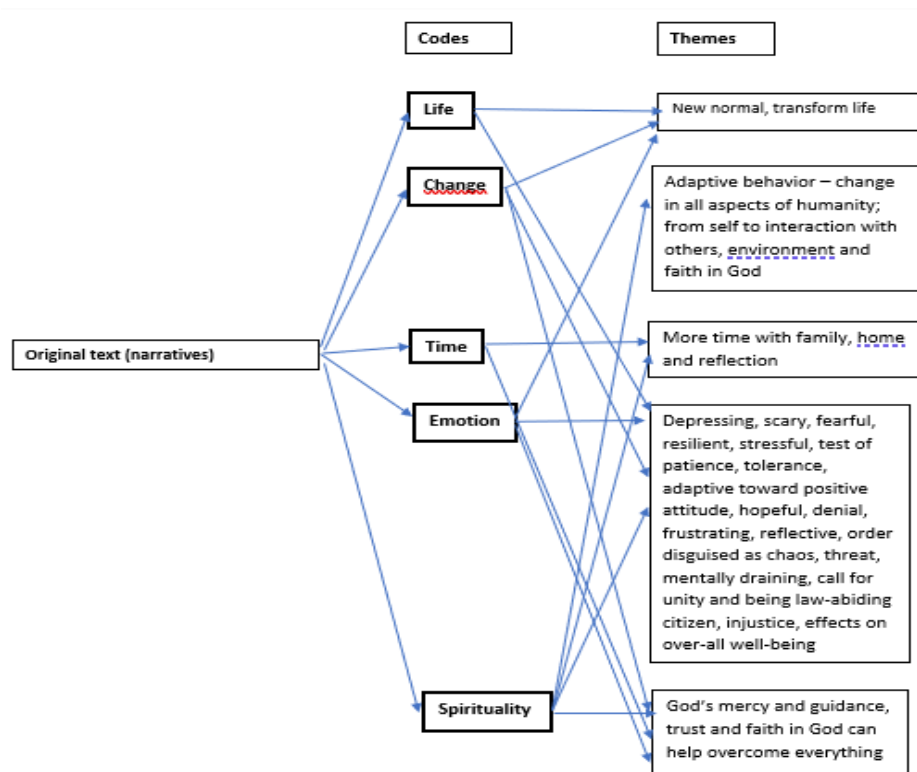 Codes
Themes
Life
New normal, transform life
Change
Adaptive behavior – change
in all aspects of humanity;
from self to interaction with
others, environment and
faith in God
Original text (narratives)
Time
More time with family, home
and reflection
Emotion
Depressing, scary, fearful,
resilient, stressful, test of
patience, tolerance,
adaptive toward positive
attitude, hopeful, denial,
frustrating, reflective, order
disguised as chaos, threat,
mentally draining, call for
unity and being law-abiding
citizen, injustice, effects on
over-all well-being
Spirituality
God's mercy and guidance,
trust and faith in God can
help overcome everything